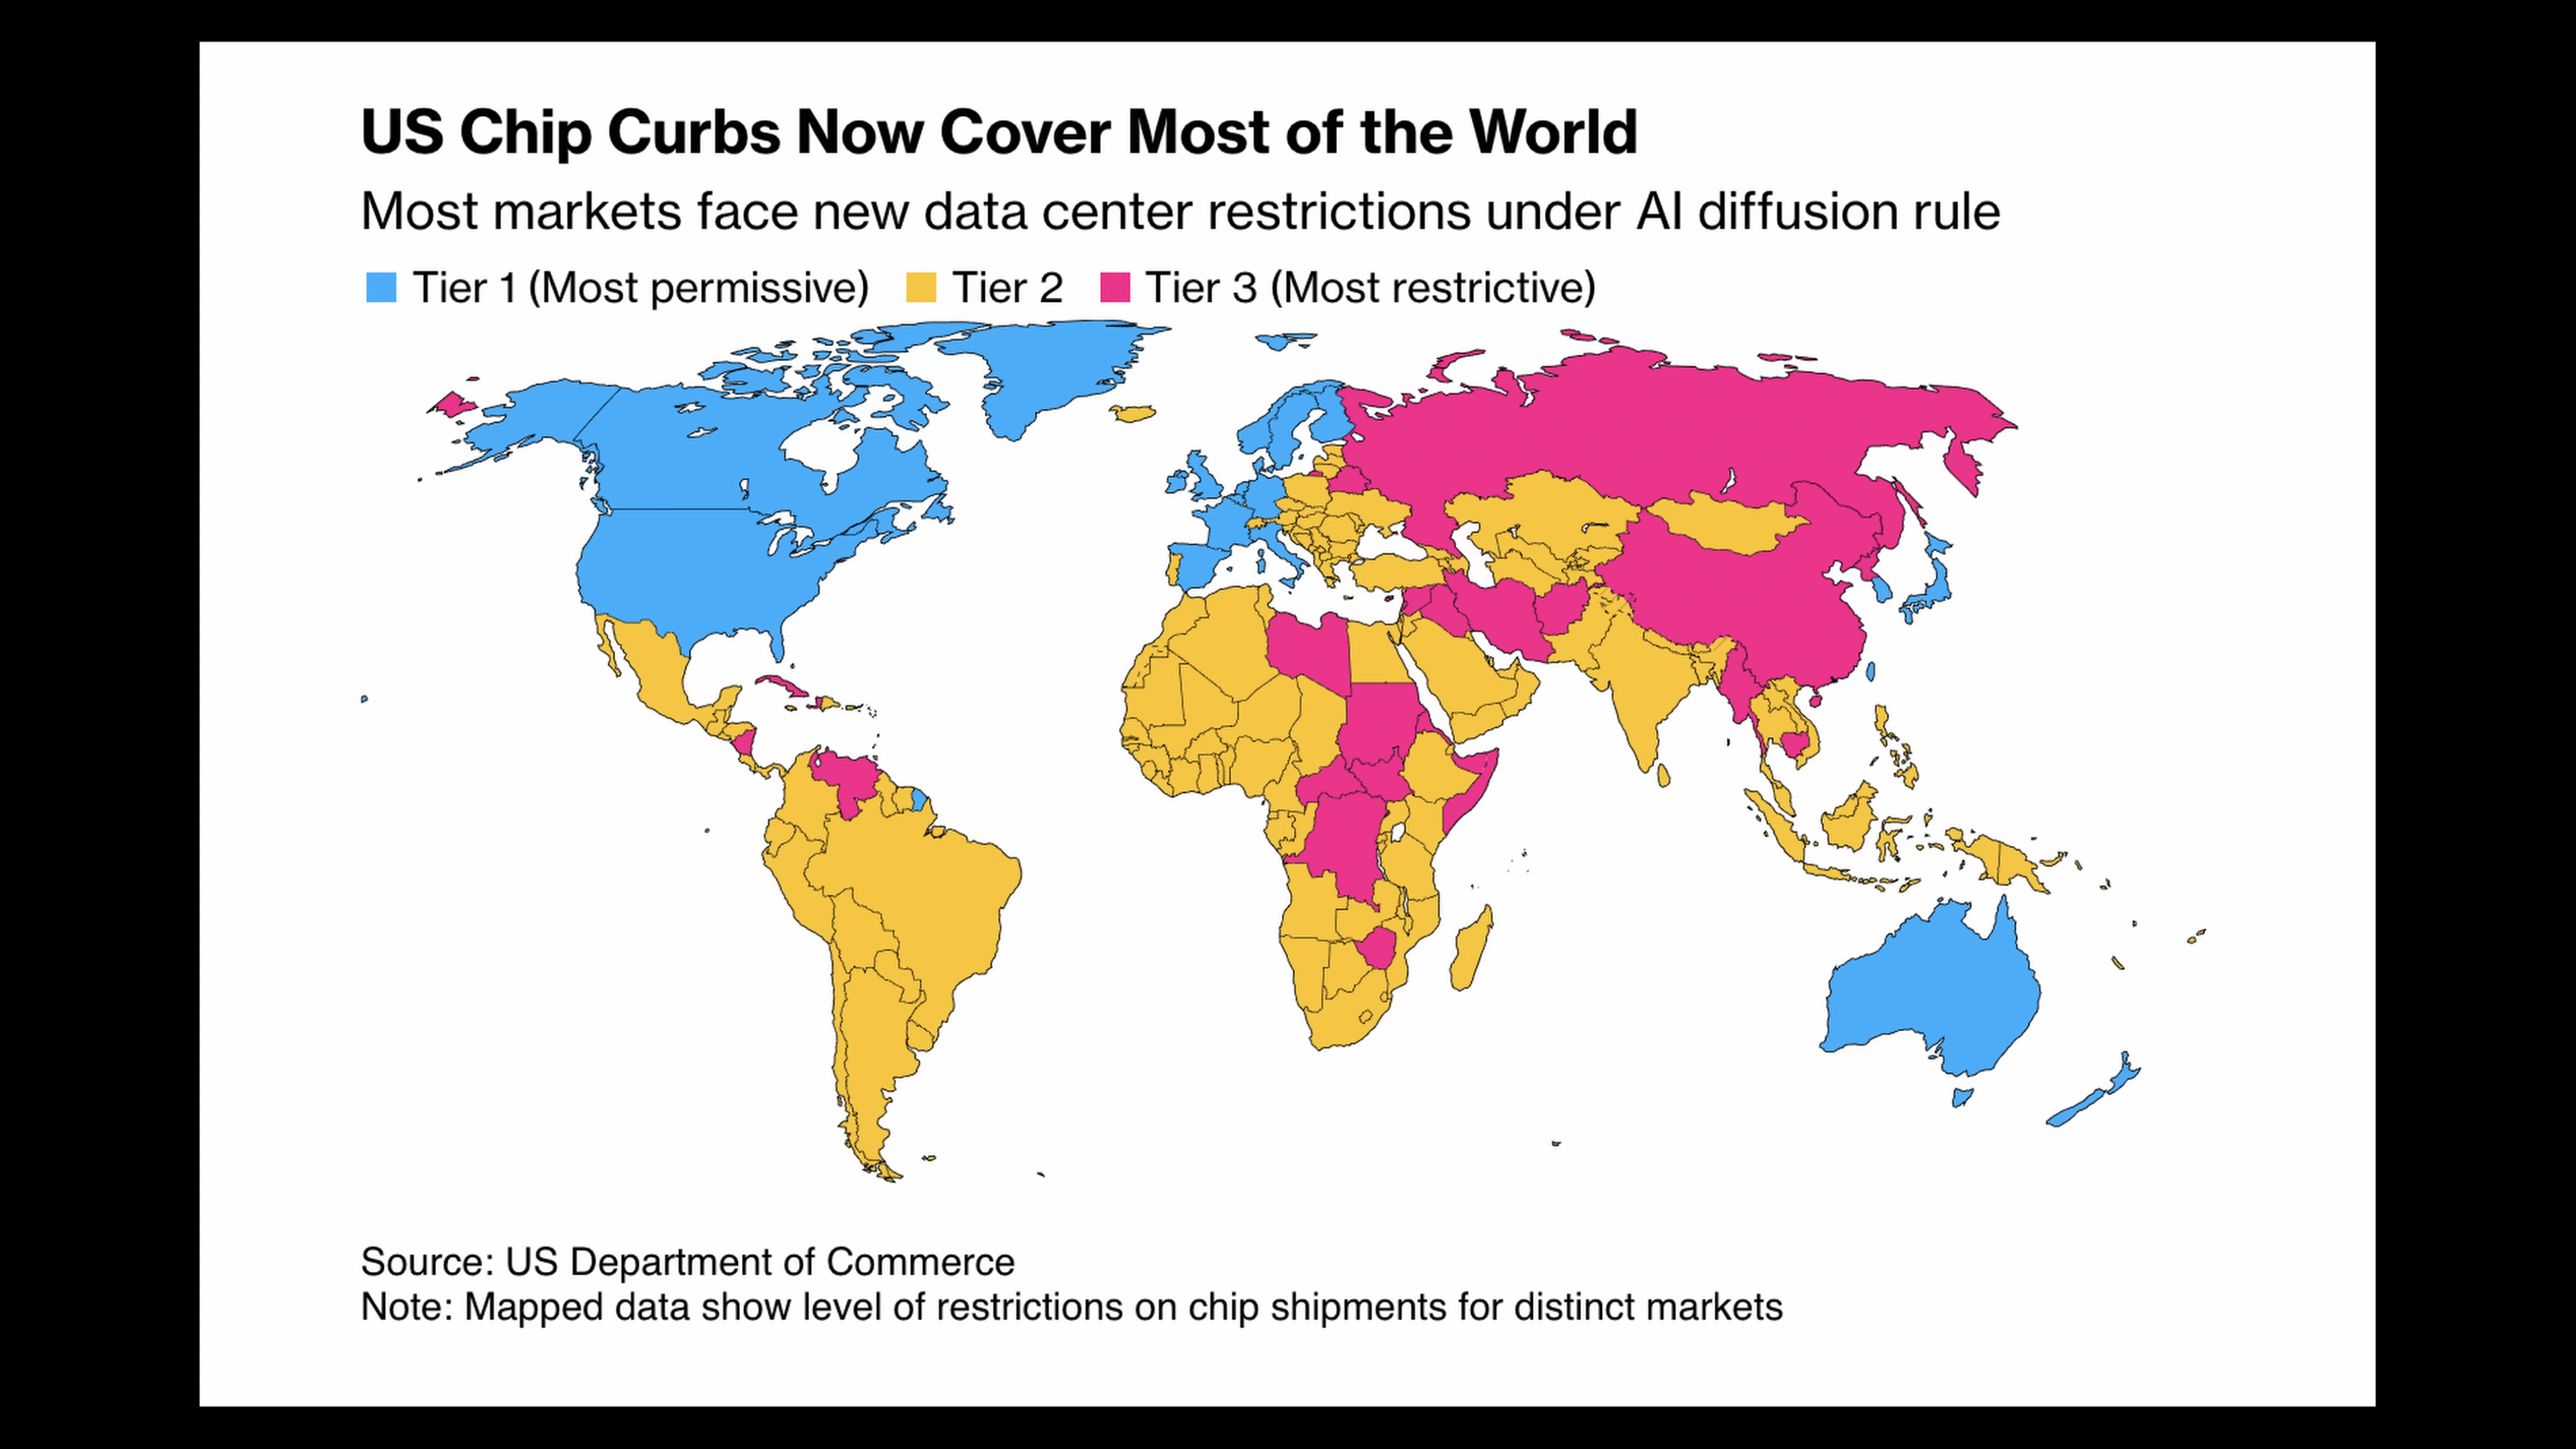 US Chip Curbs Now Cover Most of the World
Most markets face new data center restrictions under AI diffusion rule
Tier 1 (Most permissive) Tier 2 Tier 3 (Most restrictive)
Source: US Department of Commerce
Note: Mapped data show level of restrictions on chip shipments for distinct markets